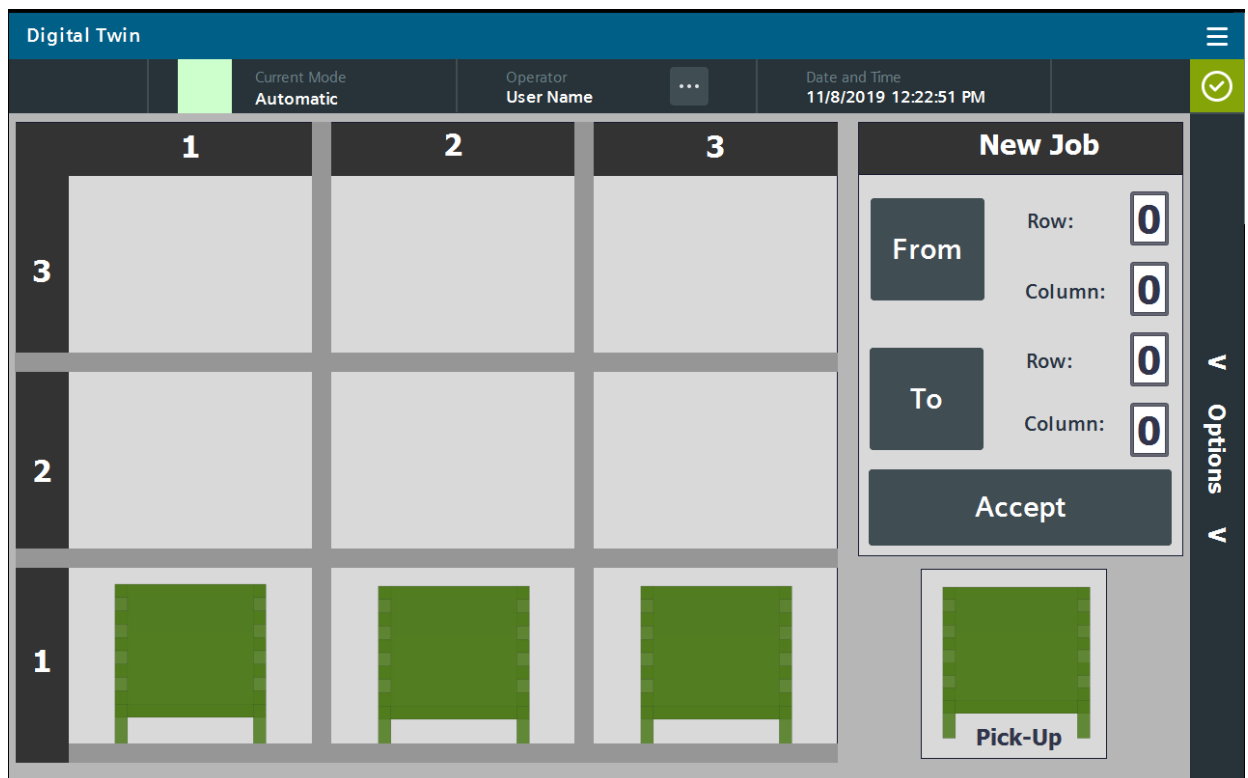 Digital Twin
Current Mode
Automatic
Operator
User Name
...
Date and Time
11/8/2019 12:22:51 PM
1 2 3
3
2
1
New Job
From
Row: 0
Column: 0
To
Row: 0
Column: 0
Accept
Pick-Up
< Options <